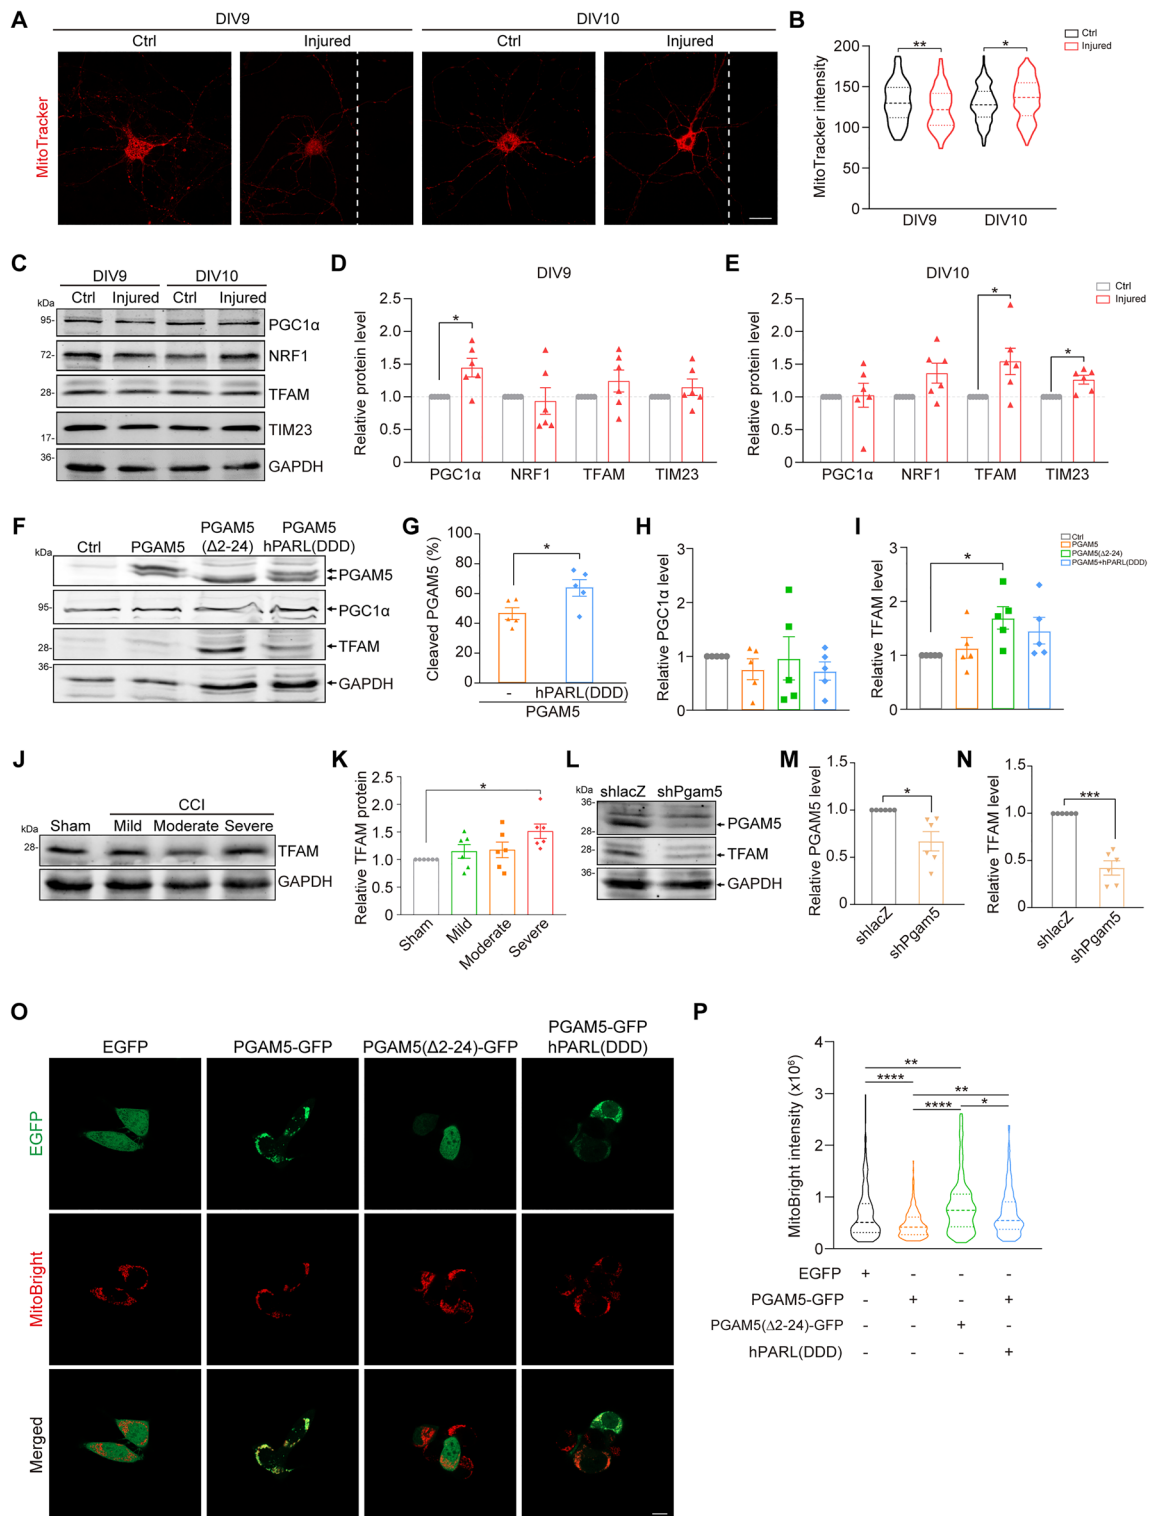 A
DIV9
DIV10
Ctrl
Injured
Ctrl
Injured
MitoTracker
B
Ctrl
Injured
MitoTracker intensity
200
150
100
50
0
**
*
DIV9
DIV10
C
DIV9
DIV10
kDa
Ctrl
Injured
Ctrl
Injured
95-
PGC1α
72-
NRF1
28-
TFAM
17-
TIM23
36-
GAPDH
D
DIV9
Relative protein level
2.5
2.0
1.5
1.0
0.5
0
*
PGC1α
NRF1
TFAM
TIM23
E
DIV10
Ctrl
Injured
Relative protein level
2.5
2.0
1.5
1.0
0.5
0
*
*
PGC1α
NRF1
TFAM
TIM23
F
kDa
Ctrl
PGAM5
PGAM5
(Δ2-24)
PGAM5
hPARL(DDD)
PGAM5
95-
PGC1α
28-
TFAM
36-
GAPDH
G
Cleaved PGAM5 (%)
100
80
60
40
20
0
*
-
hPARL(DDD)
PGAM5
H
Relative PGC1α level
3
2
1
0
I
Ctrl
PGAM5
PGAM5(Δ2-24)
PGAM5+hPARL(DDD)
Relative TFAM level
3
2
1
0
*
J
CCI
Sham
Mild
Moderate
Severe
kDa
28-
TFAM
GAPDH
K
Relative TFAM protein
2.5
2.0
1.5
1.0
0.5
0
*
Sham
Mild
Moderate
Severe
L
kDa
shlacZ
shPgam5
36-
28-
PGAM5
28-
TFAM
36-
GAPDH
M
Relative PGAM5 level
1.5
1.0
0.5
0
*
shlacZ
shPgam5
N
Relative TFAM level
1.5
1.0
0.5
0
***
shlacZ
shPgam5
O
EGFP
PGAM5-GFP
PGAM5(Δ2-24)-GFP
PGAM5-GFP
hPARL(DDD)
EGFP
MitoBright
Merged
P
MitoBright intensity (x10⁶)
4
3
2
1
0
**
****
**
****
*
EGFP + - - -
PGAM5-GFP - + - +
PGAM5(Δ2-24)-GFP - - + -
hPARL(DDD) - - - +